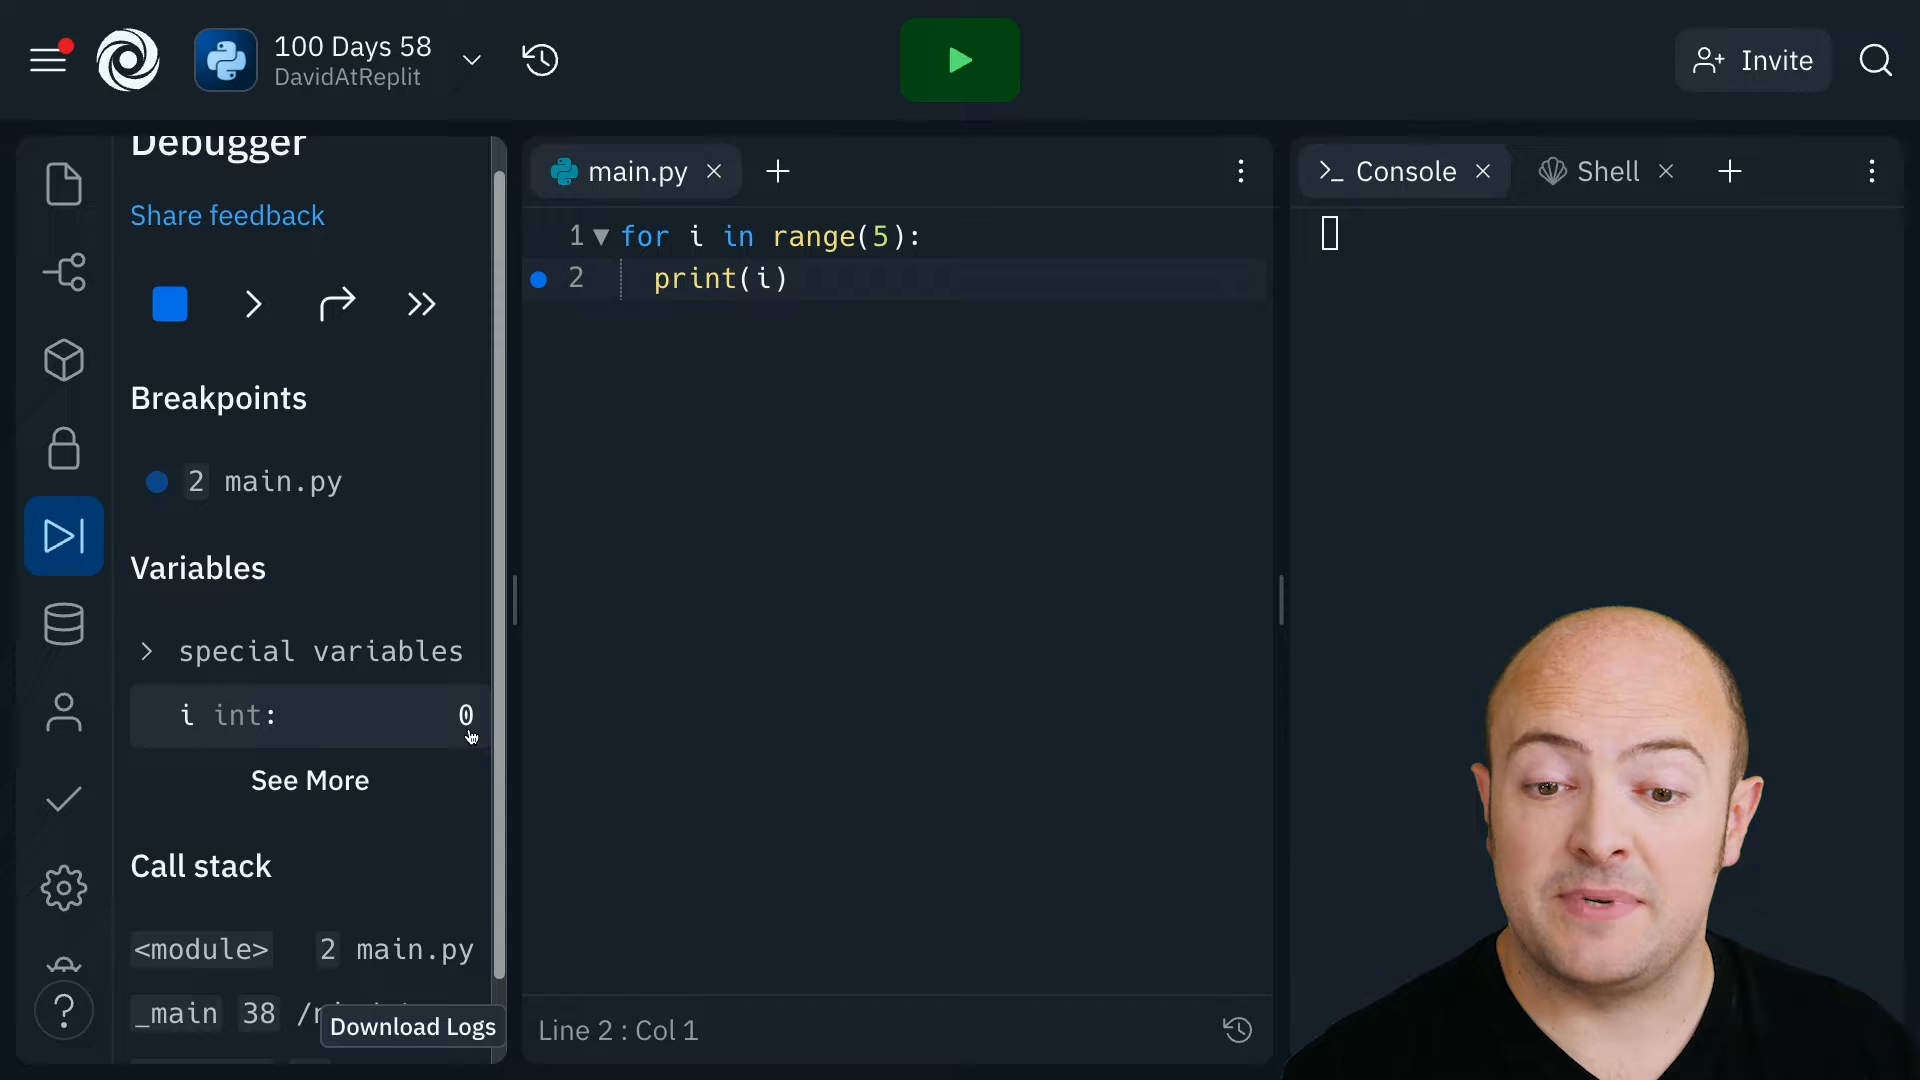 100 Days 58
DavidAtReplit
Invite
Debugger
Share feedback
Breakpoints
2 main.py
Variables
special variables
i int: 0
See More
Call stack
<module> 2 main.py
_main 38
Download Logs
main.py
1 for i in range(5):
2 print(i)
Line 2 : Col 1
Console
Shell